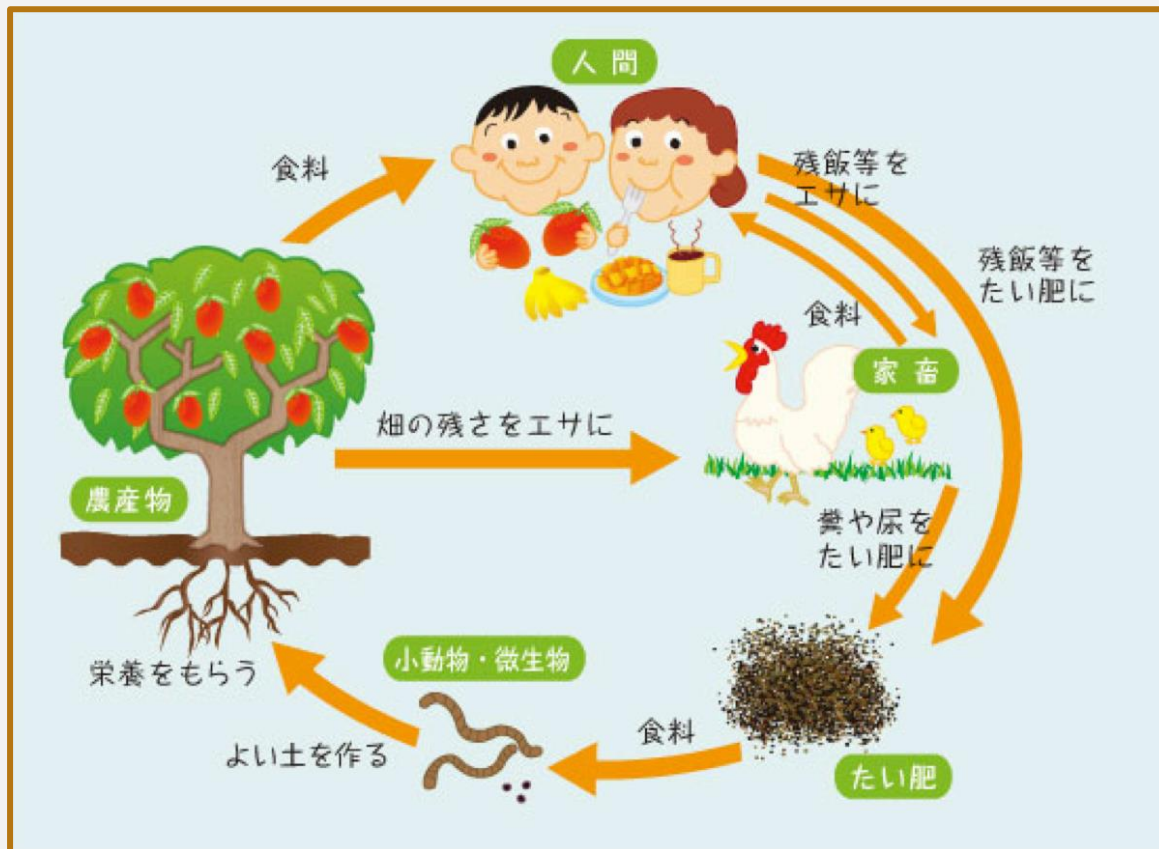 人間
食料
残飯等を
エサに
残飯等を
たい肥に
食料
家畜
畑の残さをエサに
農産物
糞や尿を
たい肥に
小動物・微生物
栄養をもらう
食料
よい土を作る
たい肥